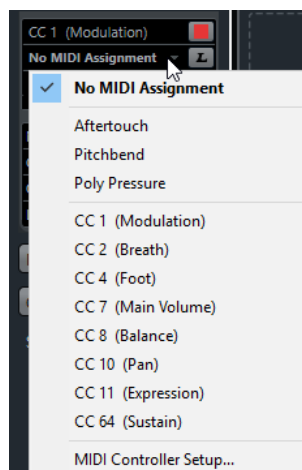 CC 1 (Modulation)
No MIDI Assignment L
No MIDI Assignment
Aftertouch
Pitchbend
Poly Pressure
CC 1 (Modulation)
CC 2 (Breath)
CC 4 (Foot)
CC 7 (Main Volume)
CC 8 (Balance)
CC 10 (Pan)
CC 11 (Expression)
CC 64 (Sustain)
MIDI Controller Setup...